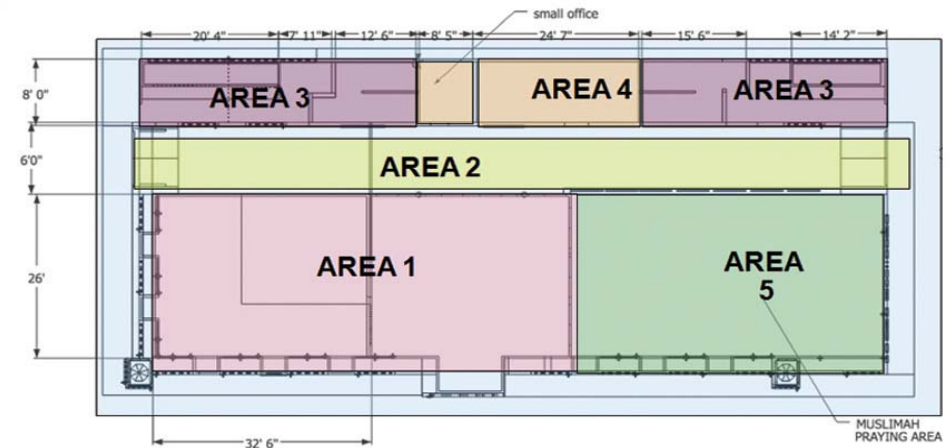 small office
20' 4"
7' 11"
12' 6"
8' 5"
24' 7"
15' 6"
14' 2"
8' 0"
AREA 3
AREA 4
AREA 3
6'0"
AREA 2
26'
AREA 1
AREA
5
32' 6"
MUSLIMAH
PRAYING AREA